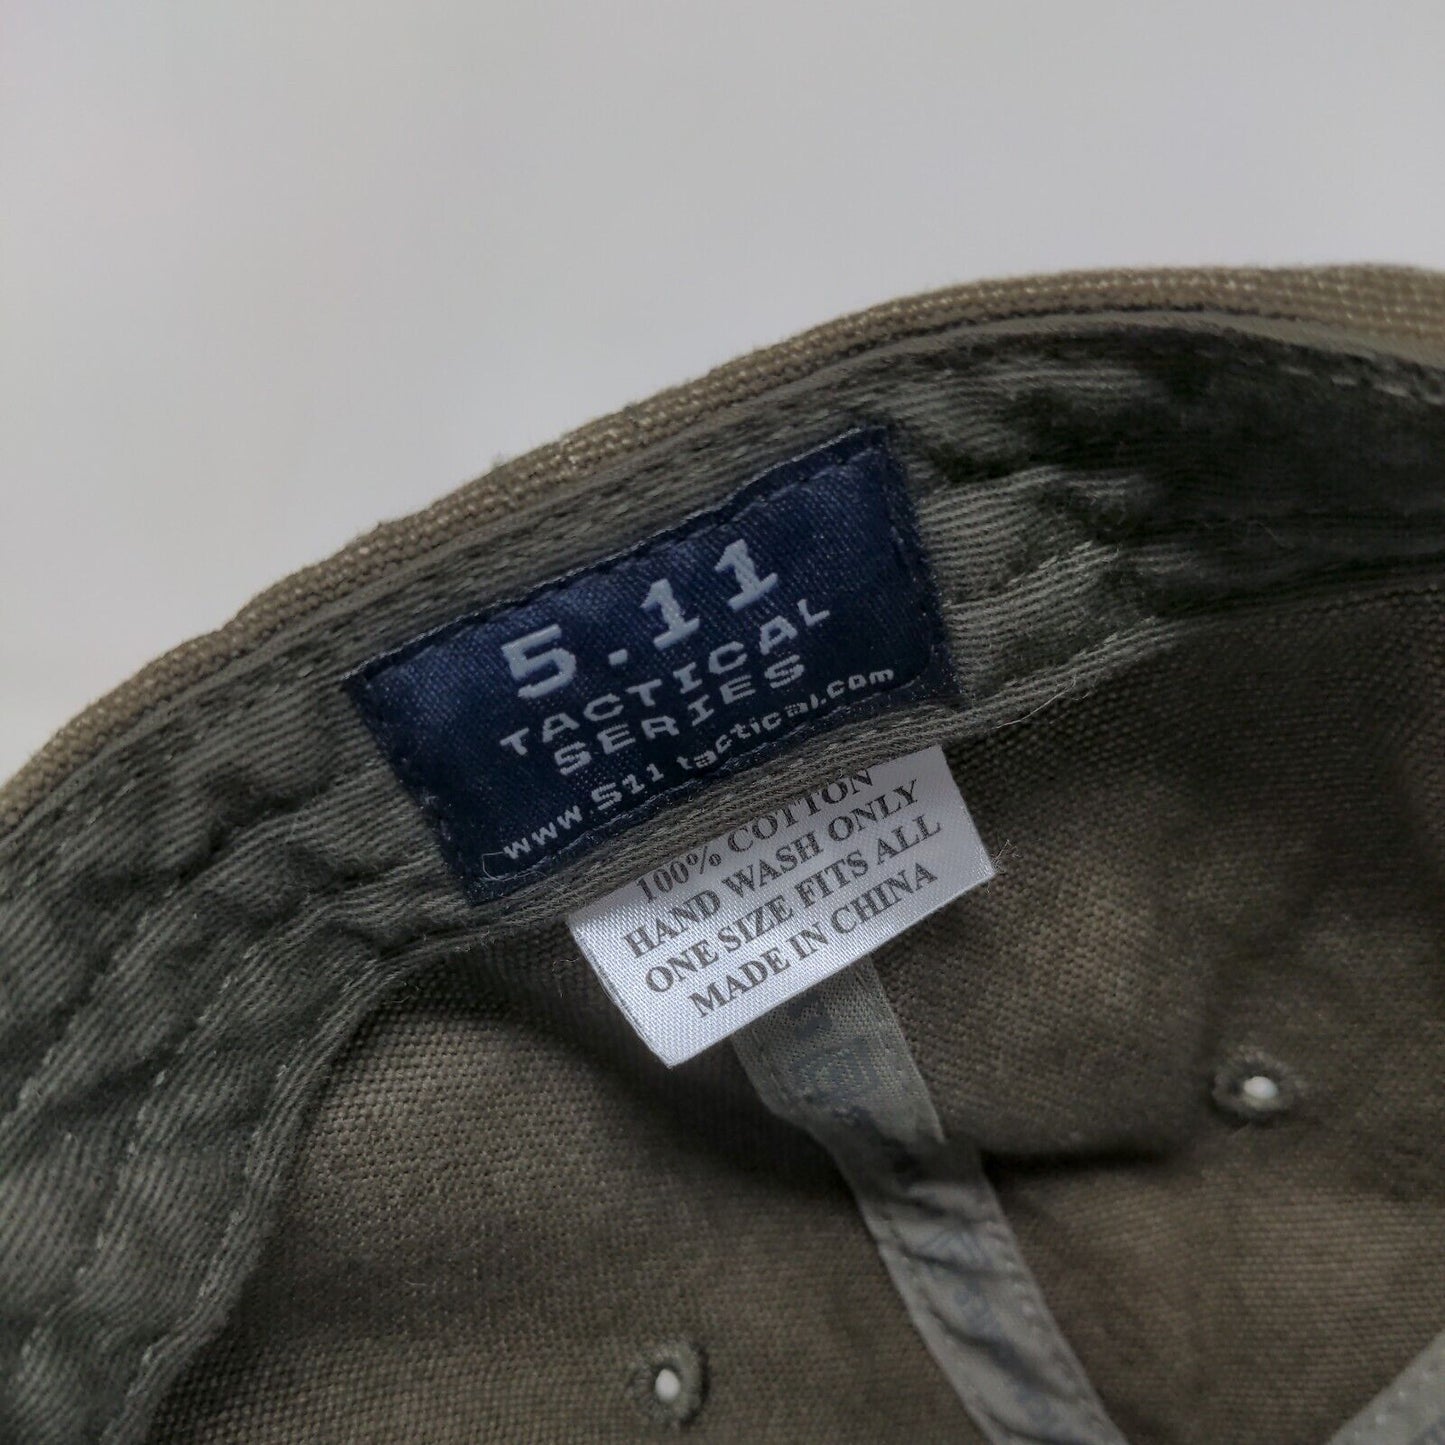 5.11
TACTICAL
SERIES
www.511tactical.com
100% COTTON
HAND WASH ONLY
ONE SIZE FITS ALL
MADE IN CHINA